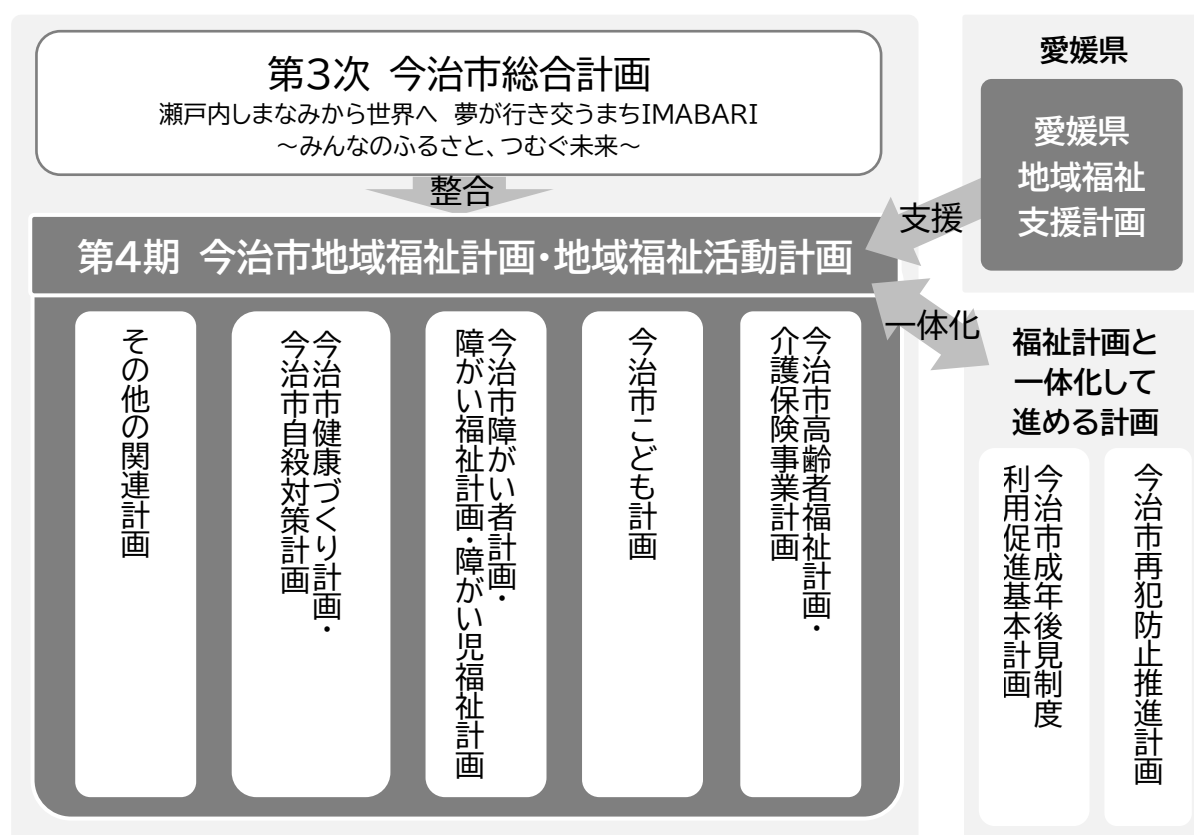 第3次 今治市総合計画
瀬戸内しまなみから世界へ 夢が行き交うまちIMABARI
～みんなのふるさと、つむぐ未来～
整合
第4期 今治市地域福祉計画・地域福祉活動計画
今治市高齢者福祉計画・
介護保険事業計画
今治市こども計画
今治市障がい者計画・
障がい福祉計画・障がい児福祉計画
今治市健康づくり計画・
今治市自殺対策計画
その他の関連計画
愛媛県
愛媛県
地域福祉
支援計画
支援
一体化
福祉計画と
一体化して
進める計画
今治市再犯防止推進計画
今治市成年後見制度
利用促進基本計画